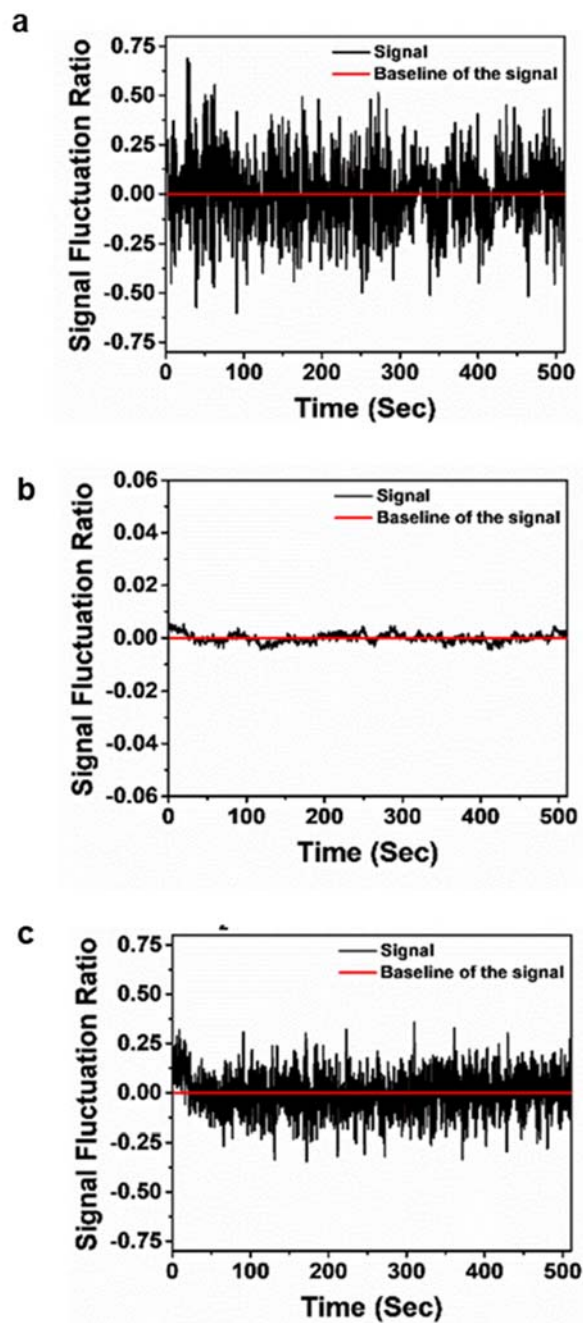 a
0.75
0.50
0.25
0.00
-0.25
-0.50
-0.75
Signal Fluctuation Ratio
Signal
Baseline of the signal
0 100 200 300 400 500
Time (Sec)
b
0.06
0.04
0.02
0.00
-0.02
-0.04
-0.06
Signal Fluctuation Ratio
Signal
Baseline of the signal
0 100 200 300 400 500
Time (Sec)
c
0.75
0.50
0.25
0.00
-0.25
-0.50
-0.75
Signal Fluctuation Ratio
Signal
Baseline of the signal
0 100 200 300 400 500
Time (Sec)